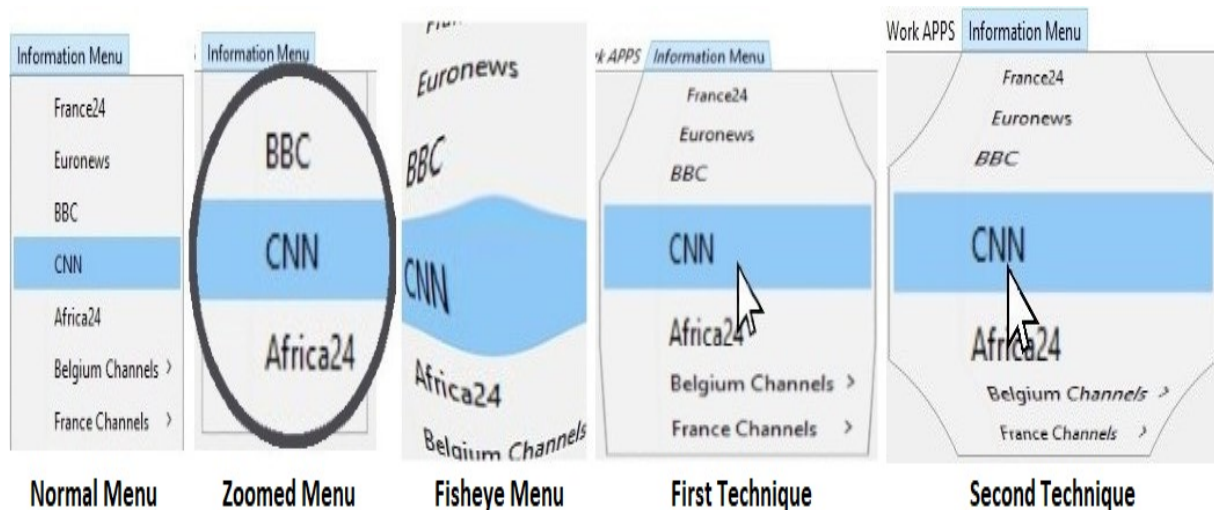 Information Menu
France24
Euronews
BBC
CNN
Africa24
Belgium Channels >
France Channels >
Normal Menu
Information Menu
BBC
CNN
Africa24
Zoomed Menu
Euronews
BBC
CNN
Africa24
Belgium Channels
Fisheye Menu
APPS Information Menu
France24
Euronews
BBC
CNN
Africa24
Belgium Channels >
France Channels >
First Technique
Work APPS Information Menu
France24
Euronews
BBC
CNN
Africa24
Belgium Channels >
France Channels >
Second Technique